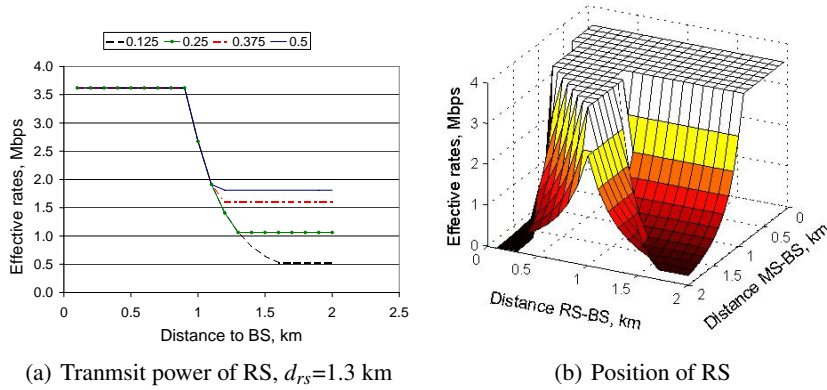 0.125 0.25 0.375 0.5
Effective rates, Mbps
4.0
3.5
3.0
2.5
2.0
1.5
1.0
0.5
0.0
0 0.5 1 1.5 2 2.5
Distance to BS, km
(a) Tranmsit power of RS, d_rs=1.3 km
Effective rates, Mbps
4
3
2
1
0
0 0.5 1 1.5 2
Distance RS-BS, km
0
0.5
1
1.5
2
Distance MS-BS, km
(b) Position of RS